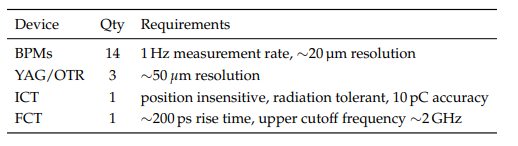 Device Qty Requirements
BPMs 14 1 Hz measurement rate, ~20 µm resolution
YAG/OTR 3 ~50 µm resolution
ICT 1 position insensitive, radiation tolerant, 10 pC accuracy
FCT 1 ~200 ps rise time, upper cutoff frequency ~2 GHz